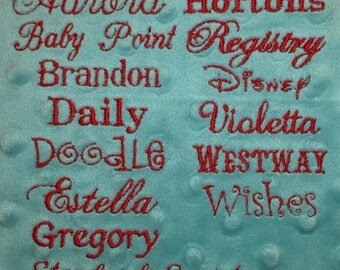 Aurora
Hortons
Baby Point
Registry
Brandon
Disney
Daily
Violetta
Doodle
Westway
Estella
Wishes
Gregory